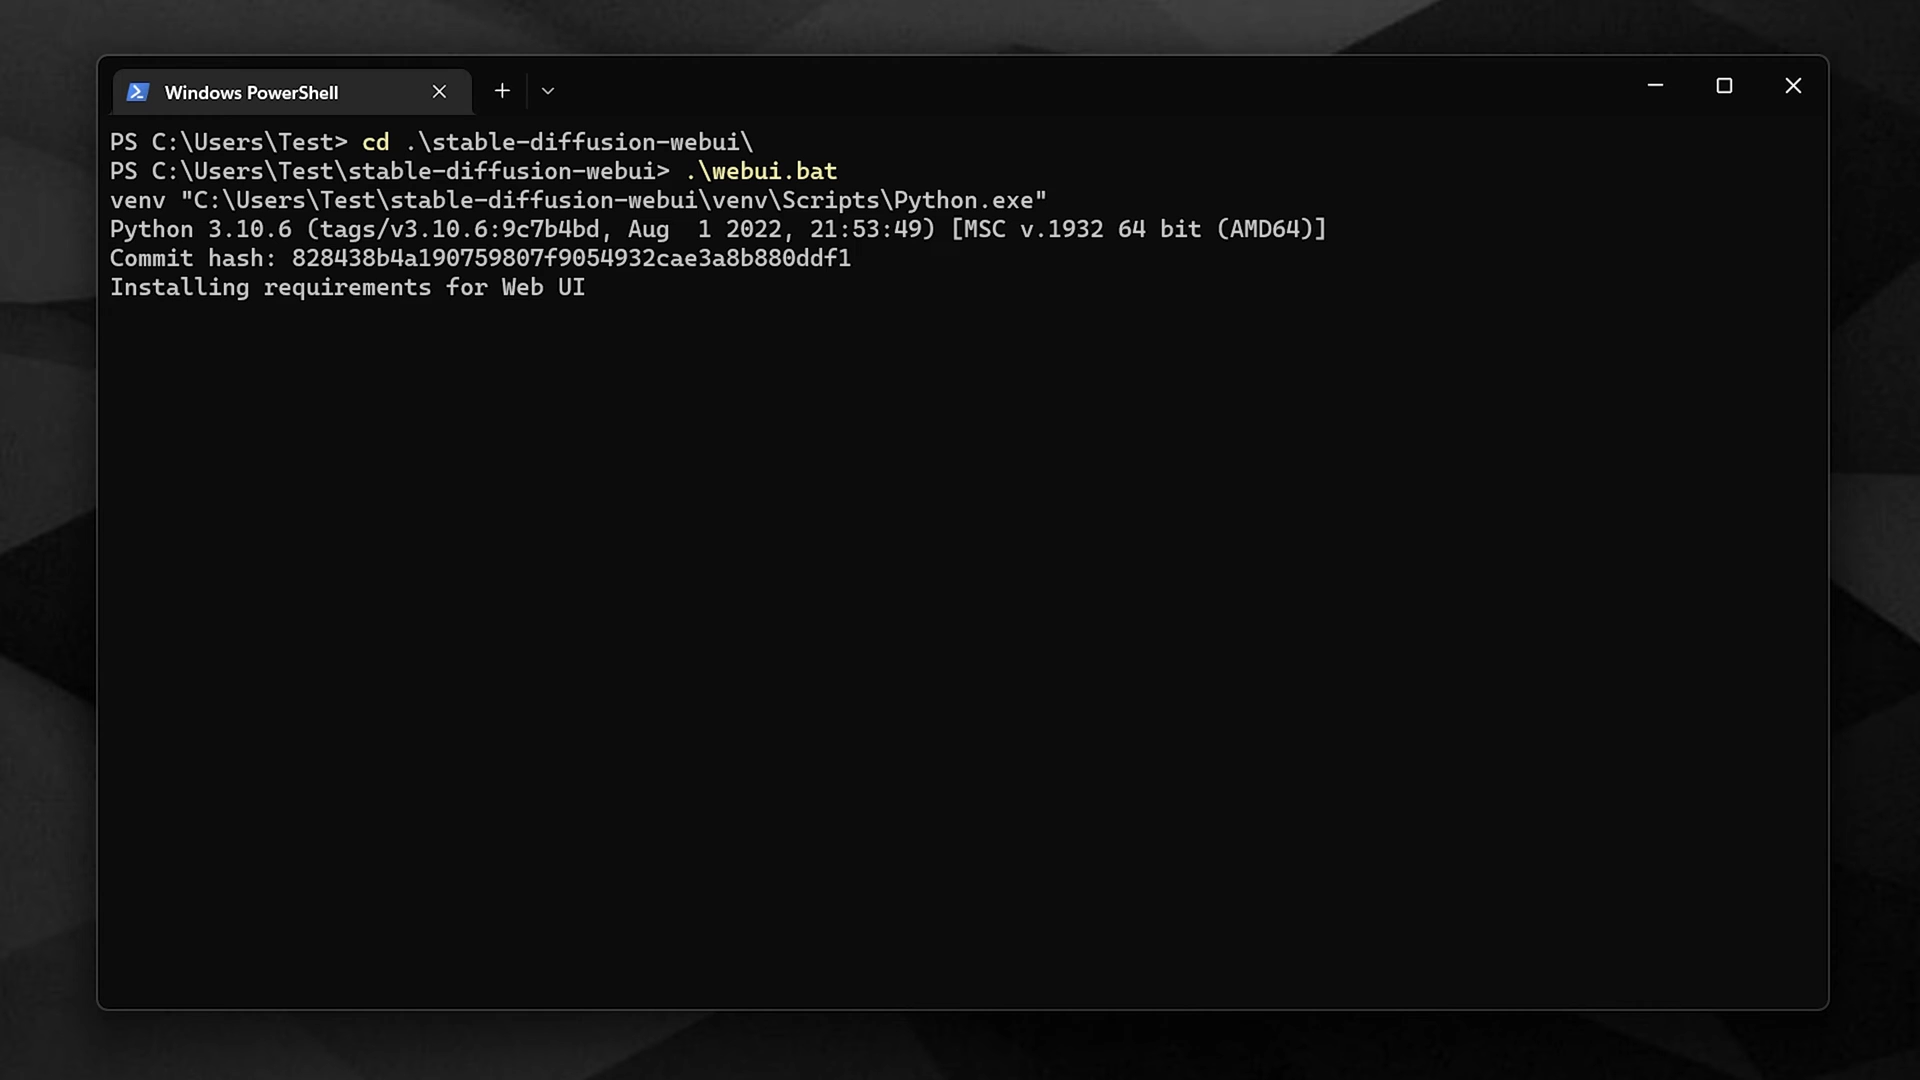 Windows PowerShell
PS C:\Users\Test> cd .\stable-diffusion-webui\
PS C:\Users\Test\stable-diffusion-webui> .\webui.bat
venv "C:\Users\Test\stable-diffusion-webui\venv\Scripts\Python.exe"
Python 3.10.6 (tags/v3.10.6:9c7b4bd, Aug  1 2022, 21:53:49) [MSC v.1932 64 bit (AMD64)]
Commit hash: 828438b4a190759807f9054932cae3a8b880ddf1
Installing requirements for Web UI